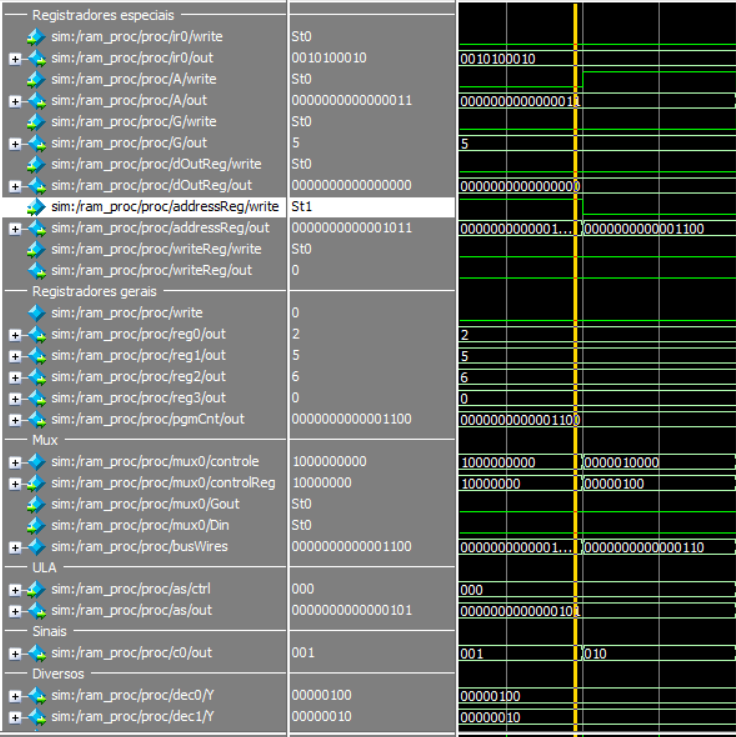 Registradores especiais
sim:/ram_proc/proc/ir0/write St0
sim:/ram_proc/proc/ir0/out 0010100010 0010100010
sim:/ram_proc/proc/A/write St0
sim:/ram_proc/proc/A/out 0000000000000011 0000000000000011
sim:/ram_proc/proc/G/write St0
sim:/ram_proc/proc/G/out 5 5
sim:/ram_proc/proc/dOutReg/write St0
sim:/ram_proc/proc/dOutReg/out 0000000000000000 0000000000000000
sim:/ram_proc/proc/addressReg/write St1
sim:/ram_proc/proc/addressReg/out 0000000000001011 0000000000001... 0000000000001100
sim:/ram_proc/proc/writeReg/write St0
sim:/ram_proc/proc/writeReg/out 0
Registradores gerais
sim:/ram_proc/proc/write 0
sim:/ram_proc/proc/reg0/out 2 2
sim:/ram_proc/proc/reg1/out 5 5
sim:/ram_proc/proc/reg2/out 6 6
sim:/ram_proc/proc/reg3/out 0 0
sim:/ram_proc/proc/pgmCnt/out 0000000000001100 0000000000001100
Mux
sim:/ram_proc/proc/mux0/controle 1000000000 1000000000 0000010000
sim:/ram_proc/proc/mux0/controlReg 10000000 10000000 00000100
sim:/ram_proc/proc/mux0/Gout St0
sim:/ram_proc/proc/mux0/Din St0
sim:/ram_proc/proc/busWires 0000000000001100 0000000000001... 0000000000000110
ULA
sim:/ram_proc/proc/as/ctrl 000 000
sim:/ram_proc/proc/as/out 0000000000000101 0000000000000101
Sinais
sim:/ram_proc/proc/c0/out 001 001 010
Diversos
sim:/ram_proc/proc/dec0/Y 00000100 00000100
sim:/ram_proc/proc/dec1/Y 00000010 00000010